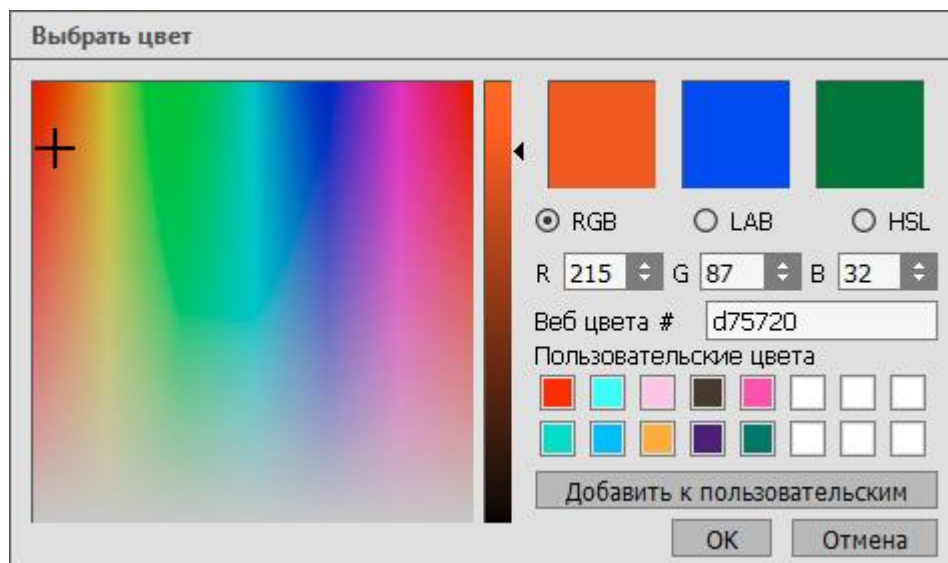 Выбрать цвет
RGB LAB HSL
R 215 G 87 B 32
Веб цвета # d75720
Пользовательские цвета
Добавить к пользовательским
OK Отмена